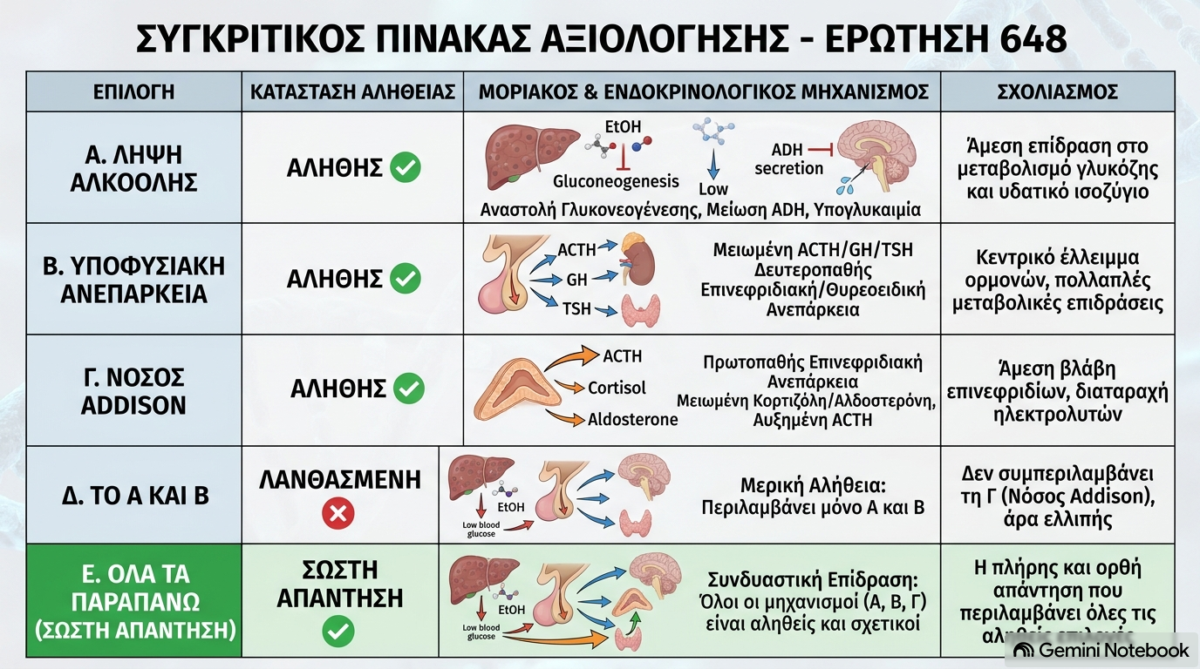 ΣΥΓΚΡΙΤΙΚΟΣ ΠΙΝΑΚΑΣ ΑΞΙΟΛΟΓΗΣΗΣ - ΕΡΩΤΗΣΗ 648
ΕΠΙΛΟΓΗ
ΚΑΤΑΣΤΑΣΗ ΑΛΗΘΕΙΑΣ
ΜΟΡΙΑΚΟΣ & ΕΝΔΟΚΡΙΝΟΛΟΓΙΚΟΣ ΜΗΧΑΝΙΣΜΟΣ
ΣΧΟΛΙΑΣΜΟΣ
Α. ΛΗΨΗ
ΑΛΚΟΟΛΗΣ
ΑΛΗΘΗΣ
EtOH
Gluconeogenesis
Low
ADH
secretion
Αναστολή Γλυκονεογένεσης, Μείωση ADH, Υπογλυκαιμία
Άμεση επίδραση στο
μεταβολισμό γλυκόζης
και υδατικό ισοζύγιο
Β. ΥΠΟΦΥΣΙΑΚΗ
ΑΝΕΠΑΡΚΕΙΑ
ΑΛΗΘΗΣ
ACTH
GH
TSH
Μειωμένη ACTH/GH/TSH
Δευτεροπαθής
Επινεφριδιακή/Θυρεοειδική
Ανεπάρκεια
Κεντρικό έλλειμμα
ορμονών, πολλαπλές
μεταβολικές επιδράσεις
Γ. ΝΟΣΟΣ
ADDISON
ΑΛΗΘΗΣ
ACTH
Cortisol
Aldosterone
Πρωτοπαθής Επινεφριδιακή
Ανεπάρκεια
Μειωμένη Κορτιζόλη/Αλδοστερόνη,
Αυξημένη ACTH
Άμεση βλάβη
επινεφριδίων, διαταραχή
ηλεκτρολυτών
Δ. ΤΟ Α ΚΑΙ Β
ΛΑΝΘΑΣΜΕΝΗ
EtOH
Low blood
glucose
Μερική Αλήθεια:
Περιλαμβάνει μόνο Α και Β
Δεν συμπεριλαμβάνει
τη Γ (Νόσος Addison),
άρα ελλιπής
Ε. ΟΛΑ ΤΑ
ΠΑΡΑΠΑΝΩ
(ΣΩΣΤΗ ΑΠΑΝΤΗΣΗ)
ΣΩΣΤΗ
ΑΠΑΝΤΗΣΗ
EtOH
Low blood
glucose
Συνδυαστική Επίδραση:
Όλοι οι μηχανισμοί (Α, Β, Γ)
είναι αληθείς και σχετικοί
Η πλήρης και ορθή
απάντηση που
περιλαμβάνει όλες τις
αληθείς επιλογές
Gemini Notebook